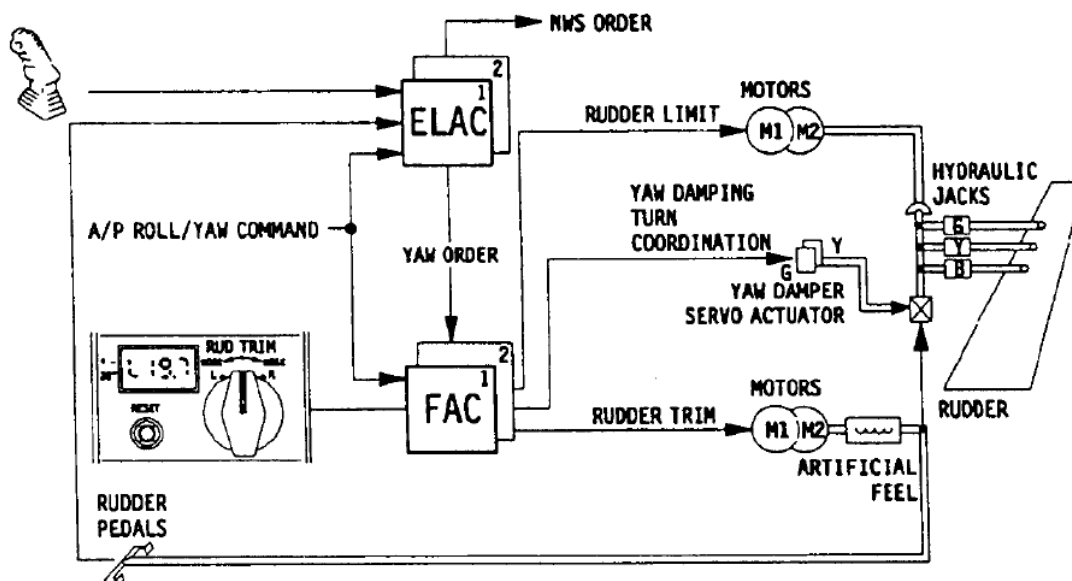 NWS ORDER
2
1
ELAC
MOTORS
RUDDER LIMIT
M1 M2
HYDRAULIC
JACKS
YAW DAMPING
TURN
COORDINATION
A/P ROLL/YAW COMMAND
YAW ORDER
G
Y
B
G Y
YAW DAMPER
SERVO ACTUATOR
RUD TRIM
L R
RESET
2
1
FAC
MOTORS
RUDDER
RUDDER TRIM
M1 M2
ARTIFICIAL
FEEL
RUDDER
PEDALS